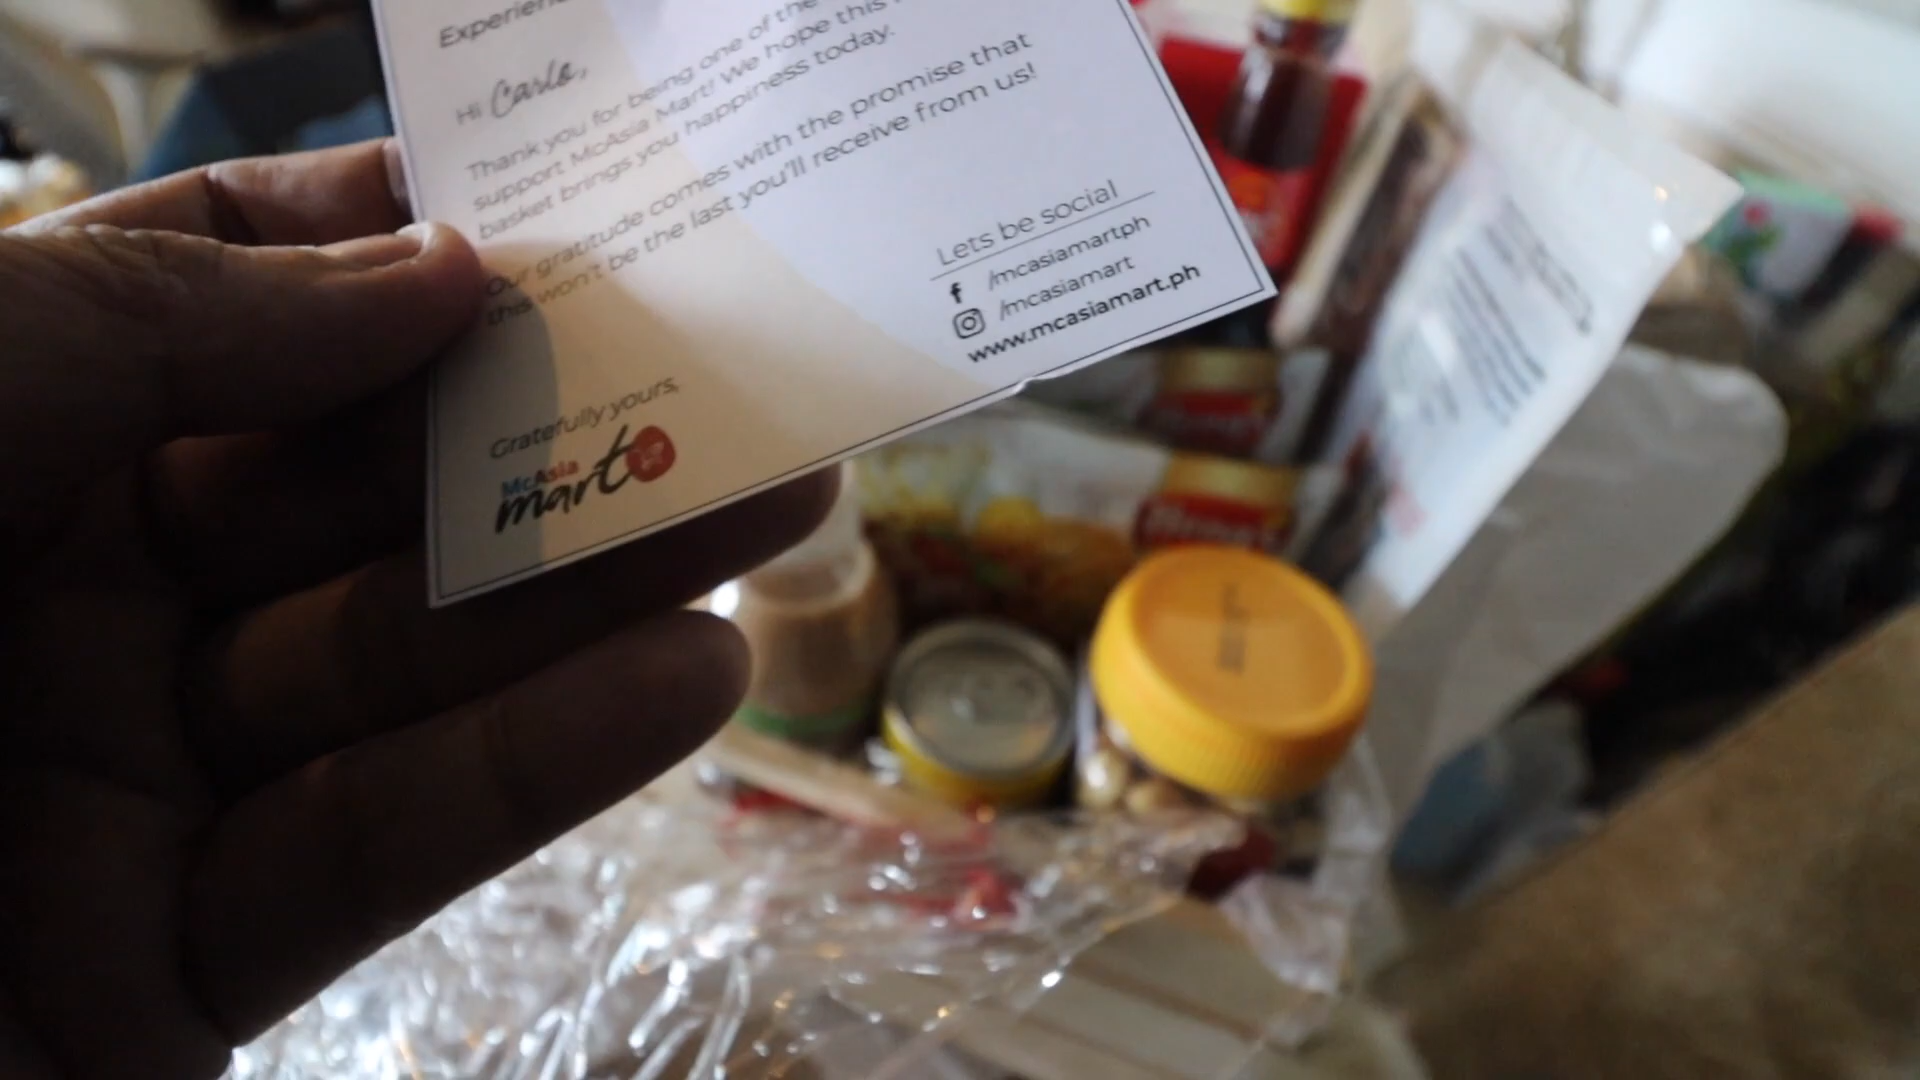 Experience
Hi Carlo,
Thank you for being one of the
support McAsia Mart! We hope this
basket brings you happiness today.
Our gratitude comes with the promise that
this won't be the last you'll receive from us!
Lets be social
/mcasiamartph
/mcasiamart
www.mcasiamart.ph
Gratefully yours,
McAsia
mart